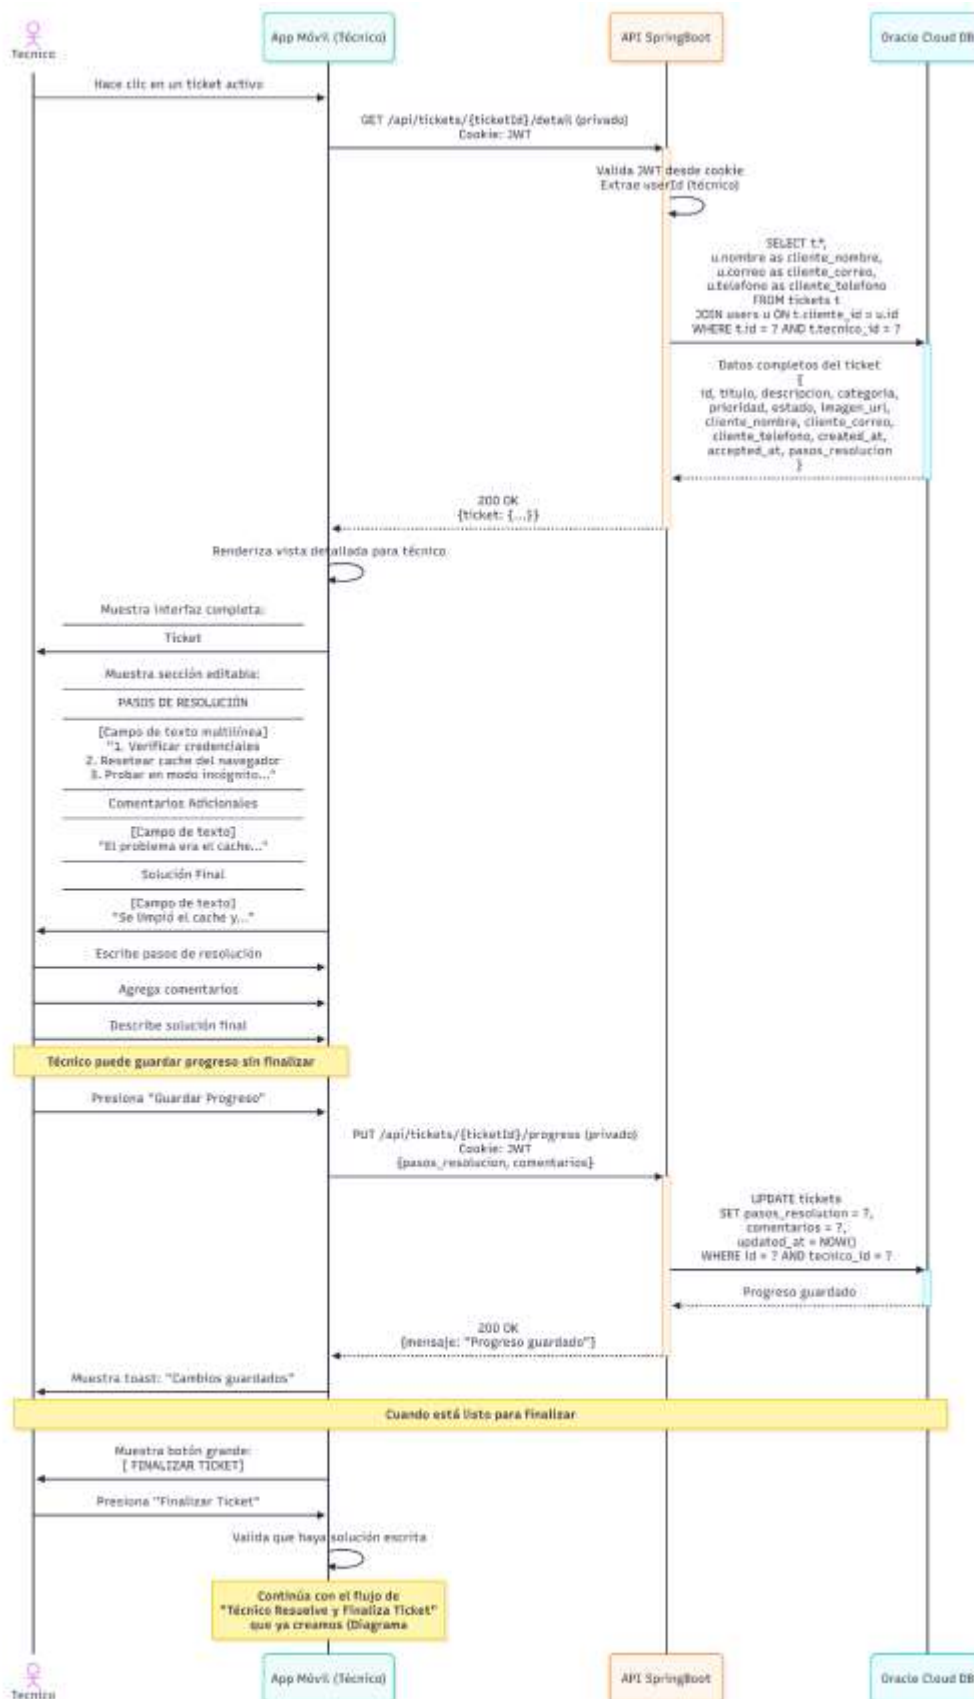 Tecnico
App Móvil (Técnico)
API SpringBoot
Oracle Cloud DB
Hace clic en un ticket activo
GET /api/tickets/{ticketId}/detail (privado)
Cookie: JWT
Valida JWT desde cookie
Extrae userId (técnico)
SELECT t.*,
u.nombre as cliente_nombre,
u.correo as cliente_correo,
u.telefono as cliente_telefono
FROM tickets t
JOIN users u ON t.cliente_id = u.id
WHERE t.id = ? AND t.tecnico_id = ?
Datos completos del ticket
{
id, titulo, descripcion, categoria,
prioridad, estado, imagen_url,
cliente_nombre, cliente_correo,
cliente_telefono, created_at,
accepted_at, pasos_resolucion
}
200 OK
{ticket: {...}}
Renderiza vista detallada para técnico
Muestra interfaz completa:
Ticket
Muestra sección editable:
PASOS DE RESOLUCIÓN
[Campo de texto multilínea]
"1. Verificar credenciales
2. Resetear cache del navegador
3. Probar en modo incógnito..."
Comentarios Adicionales
[Campo de texto]
"El problema era el cache..."
Solución Final
[Campo de texto]
"Se limpió el cache y..."
Escribe pasos de resolución
Agrega comentarios
Describe solución final
Técnico puede guardar progreso sin finalizar
Presiona "Guardar Progreso"
PUT /api/tickets/{ticketId}/progress (privado)
Cookie: JWT
{pasos_resolucion, comentarios}
UPDATE tickets
SET pasos_resolucion = ?,
comentarios = ?,
updated_at = NOW()
WHERE id = ? AND tecnico_id = ?
Progreso guardado
200 OK
{mensaje: "Progreso guardado"}
Muestra toast: "Cambios guardados"
Cuando está listo para finalizar
Muestra botón grande:
[ FINALIZAR TICKET]
Presiona "Finalizar Ticket"
Valida que haya solución escrita
Continúa con el flujo de
"Técnico Resuelve y Finaliza Ticket"
que ya creamos (Diagrama
Tecnico
App Móvil (Técnico)
API SpringBoot
Oracle Cloud DB